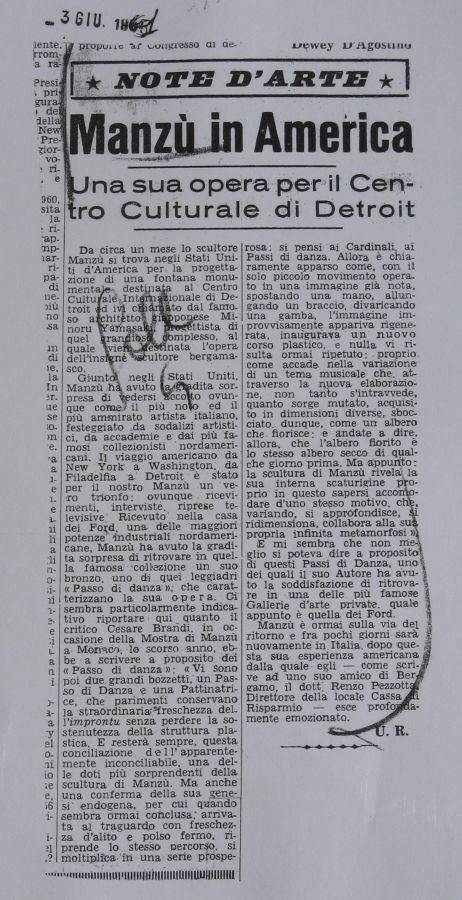 3 GIU. 1961
dente.
proporre al Congresso di de-
Dewey D'Agostino
★ NOTE D'ARTE ★
Manzù in America
Una sua opera per il Cen-
tro Culturale di Detroit
Da circa un mese lo scultore
Manzù si trova negli Stati Uni-
ti d'America per la progetta-
zione di una fontana monu-
mentale destinata al Centro
Culturale Internazionale di De-
troit ed ivi chiamato dal famo-
so architetto giapponese Mi-
noru Yamasaki progettista di
quel grandioso complesso, al
quale viene destinata l'opera
dell'insigne scultore bergama-
sco.
Giunto negli Stati Uniti,
Manzù ha avuto la gradita sor-
presa di vedersi accolto ovun-
que come il più noto ed il
più ammirato artista italiano,
festeggiato da sodalizi artisti-
ci, da accademie e dai più fa-
mosi collezionisti nordameri-
cani. Il viaggio americano da
New York a Washington, da
Filadelfia a Detroit è stato
per il nostro Manzù un ve-
ro trionfo; ovunque ricevi-
menti, interviste, riprese te-
levisive. Ricevuto nella casa
dei Ford, una delle maggiori
potenze industriali nordameri-
cane, Manzù ha avuto la gradi-
ta sorpresa di ritrovare in quel-
la famosa collezione un suo
bronzo, uno di quei leggiadri
« Passo di danza », che carat-
terizzano la sua opera. Ci
sembra particolarmente indica-
tivo riportare qui quanto il
critico Cesare Brandi, in oc-
casione della Mostra di Manzù
a Monaco, lo scorso anno, eb-
be a scrivere a proposito dei
« Passi di danza »: « Vi sono
poi due grandi bozzetti, un Pas-
so di Danza e una Pattinatri-
ce, che parimenti conservano
la straordinaria freschezza del-
l'impronta senza perdere la so-
stenutezza della struttura pla-
stica. E resterà sempre, questa
conciliazione dell'apparente-
mente inconciliabile, una del-
le doti più sorprendenti della
scultura di Manzù. Ma anche
una conferma della sua gene-
si endogena, per cui quando
sembra ormai conclusa, arriva-
ta al traguardo con freschez-
za d'alito e polso fermo, ri-
prende lo stesso percorso, si
moltiplica in una serie prospe-
rosa: si pensi ai Cardinali, ai
Passi di danza. Allora è chia-
ramente apparso come, con il
solo piccolo movimento opera-
to in una immagine già nota,
spostando una mano, allun-
gando un braccio, divaricando
una gamba, l'immagine im-
provvisamente appariva rigene-
rata, inaugurava un nuovo
corpo plastico, e nulla vi ri-
sulta ormai ripetuto; proprio
come accade nella variazione
di un tema musicale che, at-
traverso la nuova elaborazio-
ne, non tanto s'intravvede,
quanto sorge mutato, acquisi-
to in dimensioni diverse, sboc-
ciato dunque, come un albero
che fiorisce; e andate a dire,
allora, che l'albero fiorito è
lo stesso albero secco di qual-
che giorno prima. Ma appunto:
la scultura di Manzù rivela la
sua interna scaturigine pro-
prio in questo sapersi accomo-
dare d'uno stesso motivo, che,
variando, si approfondisce, si
ridimensiona, collabora alla sua
propria infinita metamorfosi ».
E mi sembra che non me-
glio si poteva dire a proposito
di questi Passi di Danza, uno
dei quali il suo Autore ha avu-
to la soddisfazione di ritrova-
re in una delle più famose
Gallerie d'arte private, quale
appunto è quella dei Ford.
Manzù è ormai sulla via del
ritorno e fra pochi giorni sarà
nuovamente in Italia, dopo que-
sta sua esperienza americana
dalla quale egli — come scri-
ve ad uno suo amico di Ber-
gamo, il dott. Renzo Pezzotta
Direttore della locale Cassa di
Risparmio — esce profonda-
mente emozionato.
U. R.